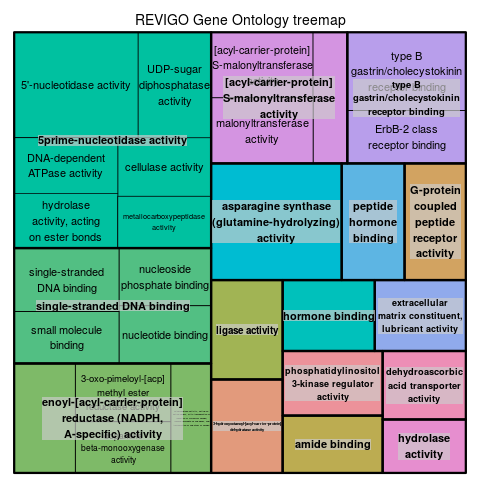 REVIGO Gene Ontology treemap
5'-nucleotidase activity
UDP-sugar
diphosphatase
activity
5prime-nucleotidase activity
DNA-dependent
ATPase activity
cellulase activity
hydrolase
activity, acting
on ester bonds
metallocarboxypeptidase
activity
single-stranded
DNA binding
nucleoside
phosphate binding
single-stranded DNA binding
small molecule
binding
nucleotide binding
3-oxo-pimeloyl-[acp]
methyl ester
enoyl-[acyl-carrier-protein]
reductase (NADPH,
A-specific) activity
beta-monooxygenase
activity
[acyl-carrier-protein]
S-malonyltransferase
[acyl-carrier-protein]
S-malonyltransferase
activity
malonyltransferase
activity
type B
gastrin/cholecystokinin
receptor binding
type B
gastrin/cholecystokinin
receptor binding
ErbB-2 class
receptor binding
asparagine synthase
(glutamine-hydrolyzing)
activity
peptide
hormone
binding
G-protein
coupled
peptide
receptor
activity
ligase activity
hormone binding
extracellular
matrix constituent,
lubricant activity
phosphatidylinositol
3-kinase regulator
activity
dehydroascorbic
acid transporter
activity
dehydratase activity
amide binding
hydrolase
activity